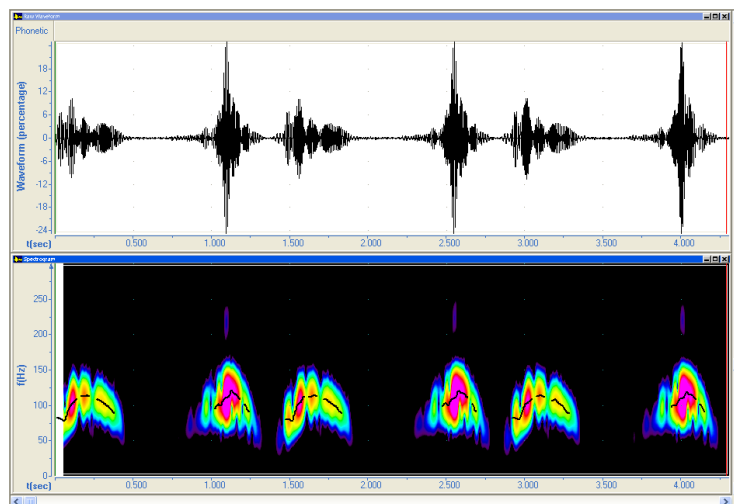 Raw Waveform
Phonetic
Waveform (percentage)
18
12
6
0
-6
-12
-18
-24
t(sec) 0.500 1.000 1.500 2.000 2.500 3.000 3.500 4.000
Spectrogram
f(Hz)
250
200
150
100
50
0
t(sec) 0.500 1.000 1.500 2.000 2.500 3.000 3.500 4.000